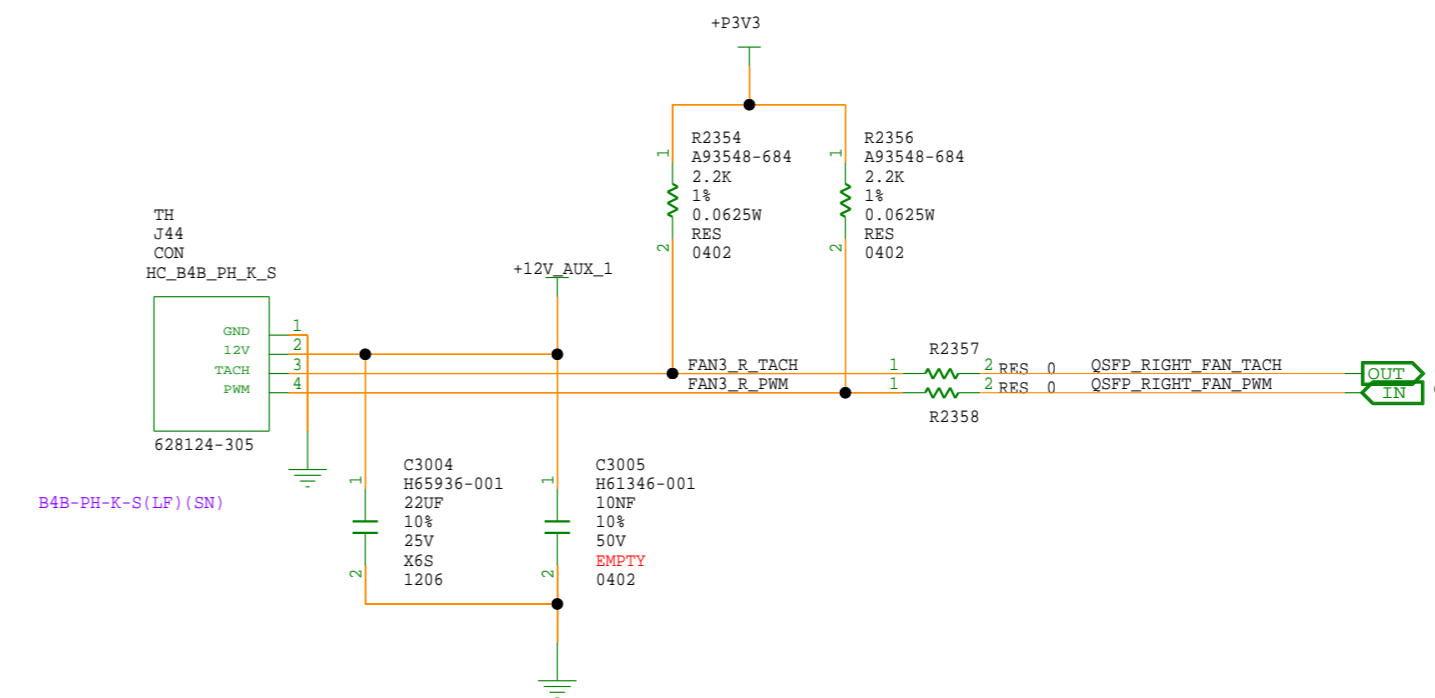 +P3V3
R2354
A93548-684
2.2K
1%
0.0625W
RES
0402
1
2
R2356
A93548-684
2.2K
1%
0.0625W
RES
0402
1
2
TH
J44
CON
HC_B4B_PH_K_S
+12V_AUX_1
GND 1
12V 2
TACH 3
PWM 4
628124-305
B4B-PH-K-S(LF)(SN)
R2357
FAN3_R_TACH 1 2 RES 0 QSFP_RIGHT_FAN_TACH OUT
FAN3_R_PWM 1 2 RES 0 QSFP_RIGHT_FAN_PWM IN
R2358
C3004
H65936-001
22UF
10%
25V
X6S
1206
1
2
C3005
H61346-001
10NF
10%
50V
EMPTY
0402
1
2